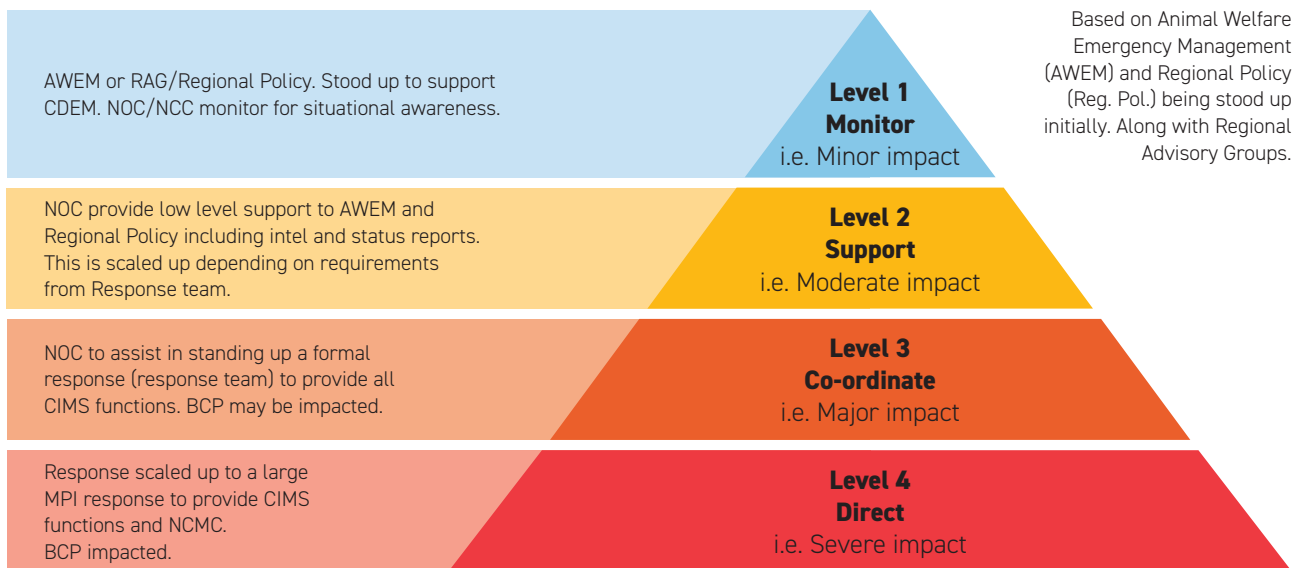 AWEM or RAG/Regional Policy. Stood up to support
CDEM. NOC/NCC monitor for situational awareness.
Level 1
Monitor
i.e. Minor impact
Based on Animal Welfare
Emergency Management
(AWEM) and Regional Policy
(Reg. Pol.) being stood up
initially. Along with Regional
Advisory Groups.
NOC provide low level support to AWEM and
Regional Policy including intel and status reports.
This is scaled up depending on requirements
from Response team.
Level 2
Support
i.e. Moderate impact
NOC to assist in standing up a formal
response (response team) to provide all
CIMS functions. BCP may be impacted.
Level 3
Co-ordinate
i.e. Major impact
Response scaled up to a large
MPI response to provide CIMS
functions and NCMC.
BCP impacted.
Level 4
Direct
i.e. Severe impact